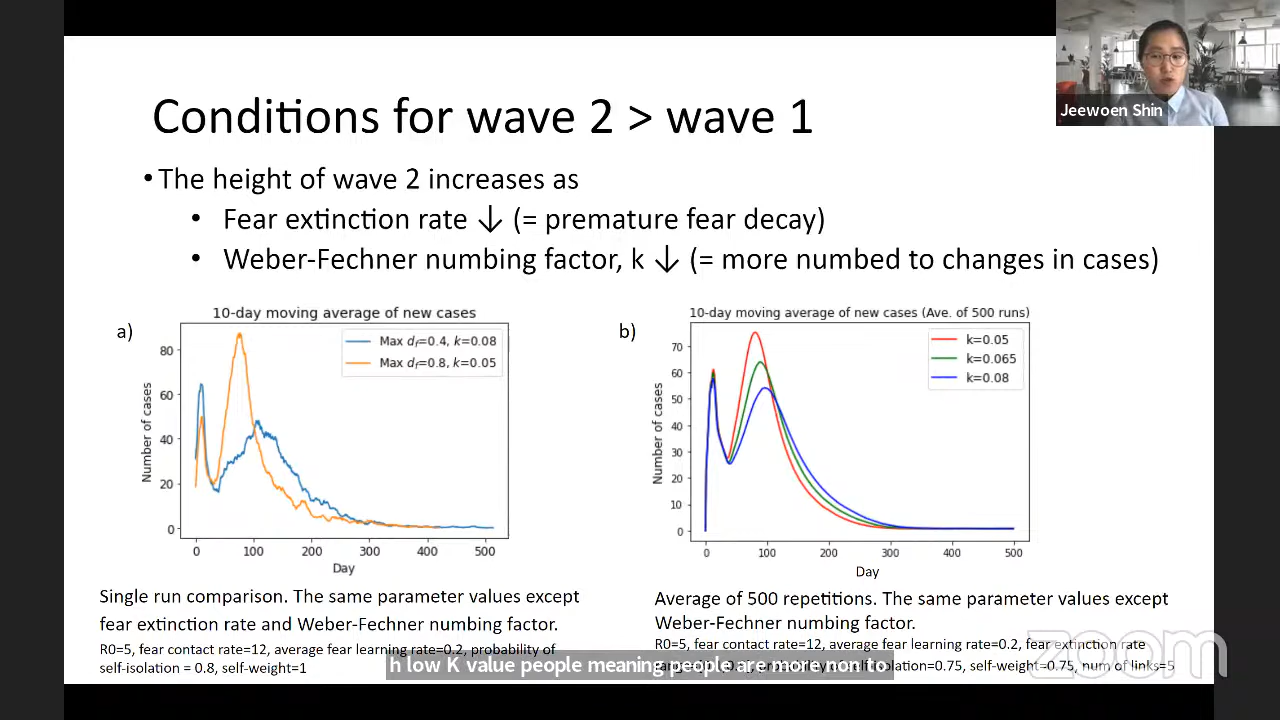 Conditions for wave 2 > wave 1
Jeewoen Shin
• The height of wave 2 increases as
• Fear extinction rate ↓ (= premature fear decay)
• Weber-Fechner numbing factor, k ↓ (= more numbed to changes in cases)
a)
10-day moving average of new cases
Max df=0.4, k=0.08
Max df=0.8, k=0.05
Number of cases
80
60
40
20
0
0 100 200 300 400 500
Day
Single run comparison. The same parameter values except
fear extinction rate and Weber-Fechner numbing factor.
R0=5, fear contact rate=12, average fear learning rate=0.2, probability of
self-isolation = 0.8, self-weight=1
b)
10-day moving average of new cases (Ave. of 500 runs)
k=0.05
k=0.065
k=0.08
Number of cases
70
60
50
40
30
20
10
0
0 100 200 300 400 500
Day
Average of 500 repetitions. The same parameter values except
Weber-Fechner numbing factor.
R0=5, fear contact rate=12, average fear learning rate=0.2, fear extinction rate
self-isolation=0.75, self-weight=0.75, num of links=5
h low K value people meaning people are more non to
zoom